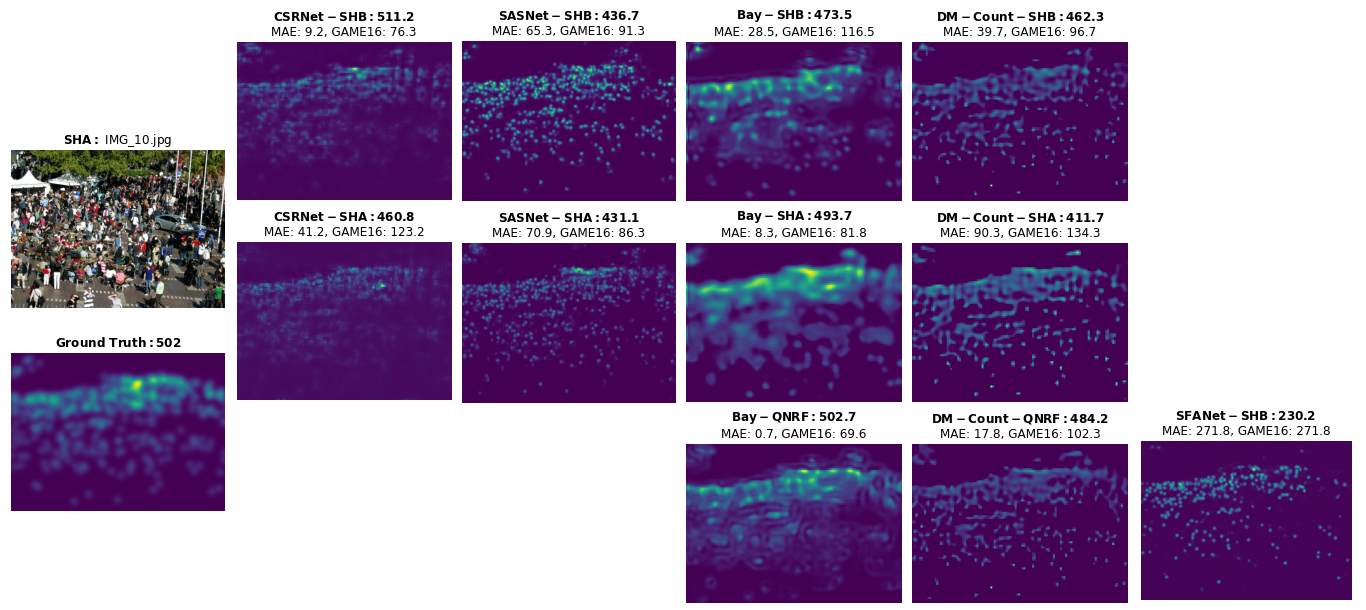 SHA: IMG_10.jpg
Ground Truth:502
CSRNet-SHB:511.2
MAE: 9.2, GAME16: 76.3
SASNet-SHB:436.7
MAE: 65.3, GAME16: 91.3
Bay-SHB:473.5
MAE: 28.5, GAME16: 116.5
DM-Count-SHB:462.3
MAE: 39.7, GAME16: 96.7
CSRNet-SHA:460.8
MAE: 41.2, GAME16: 123.2
SASNet-SHA:431.1
MAE: 70.9, GAME16: 86.3
Bay-SHA:493.7
MAE: 8.3, GAME16: 81.8
DM-Count-SHA:411.7
MAE: 90.3, GAME16: 134.3
Bay-QNRF:502.7
MAE: 0.7, GAME16: 69.6
DM-Count-QNRF:484.2
MAE: 17.8, GAME16: 102.3
SFANet-SHB:230.2
MAE: 271.8, GAME16: 271.8